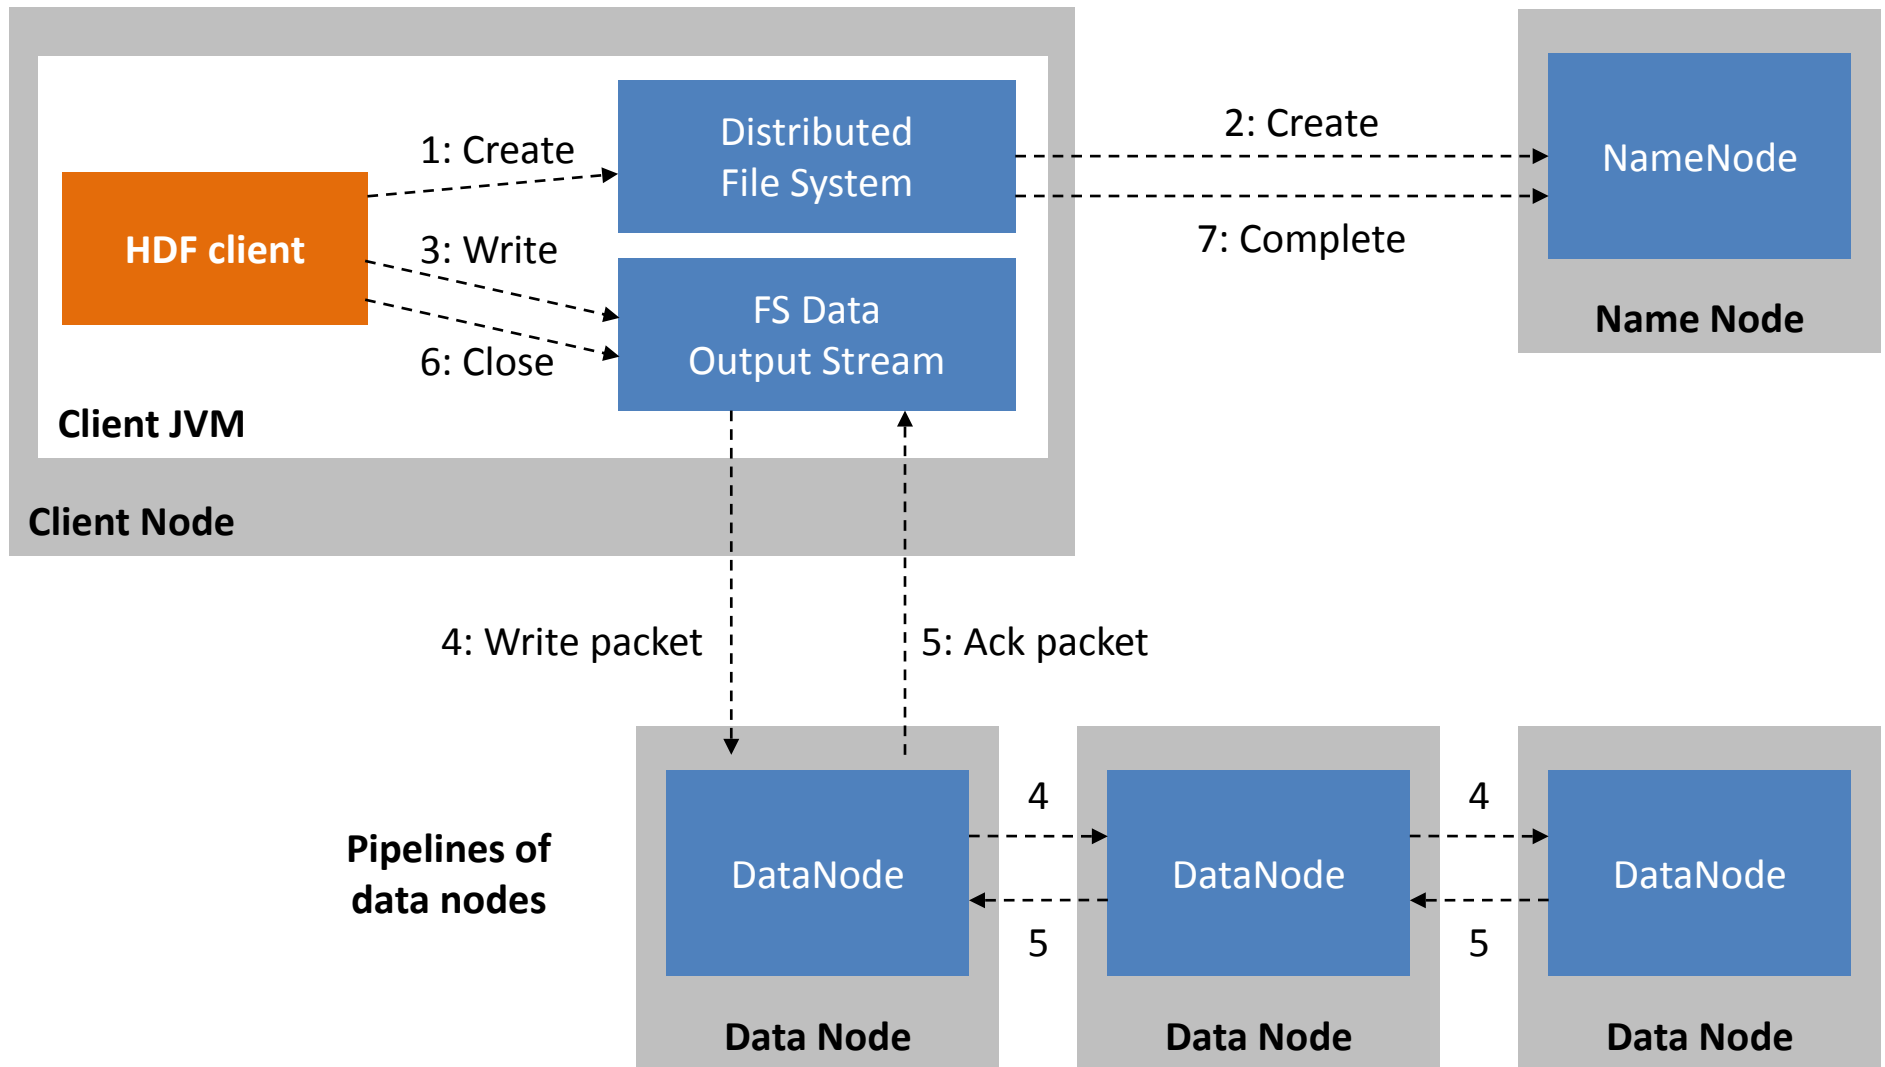 1: Create
Distributed
File System
2: Create
NameNode
HDF client
3: Write
7: Complete
FS Data
Output Stream
Name Node
6: Close
Client JVM
Client Node
4: Write packet
5: Ack packet
4
4
Pipelines of
data nodes
DataNode
DataNode
DataNode
5
5
Data Node
Data Node
Data Node